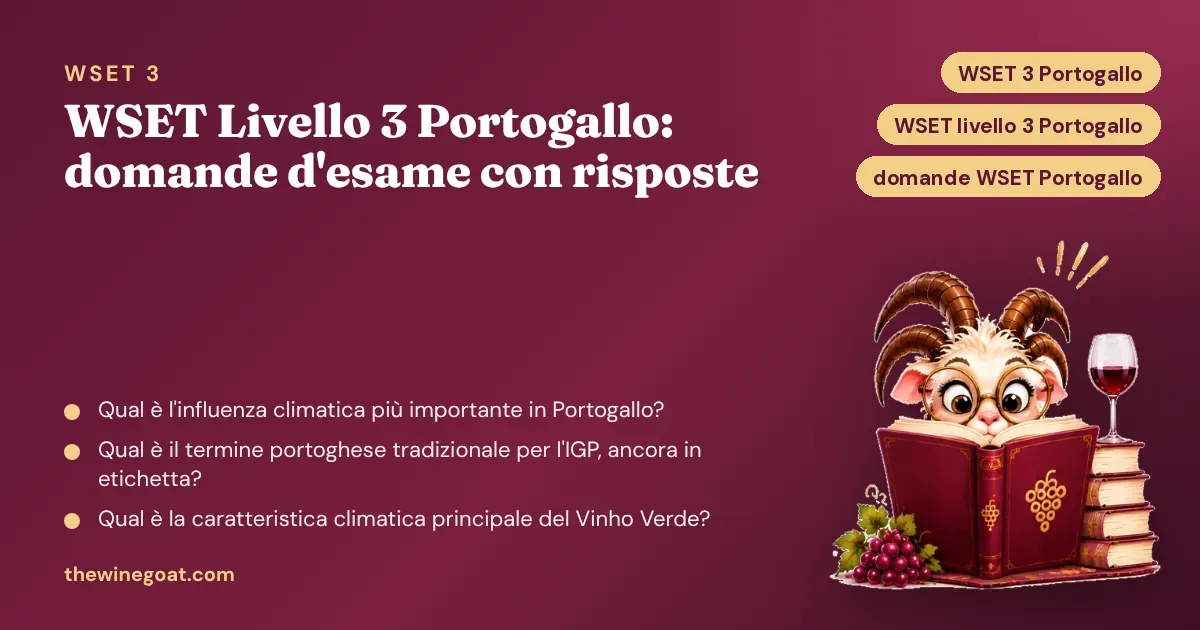 WSET 3
WSET Livello 3 Portogallo:
domande d'esame con risposte
WSET 3 Portogallo
WSET livello 3 Portogallo
domande WSET Portogallo
Qual è l'influenza climatica più importante in Portogallo?
Qual è il termine portoghese tradizionale per l'IGP, ancora in
etichetta?
Qual è la caratteristica climatica principale del Vinho Verde?
thewinegoat.com